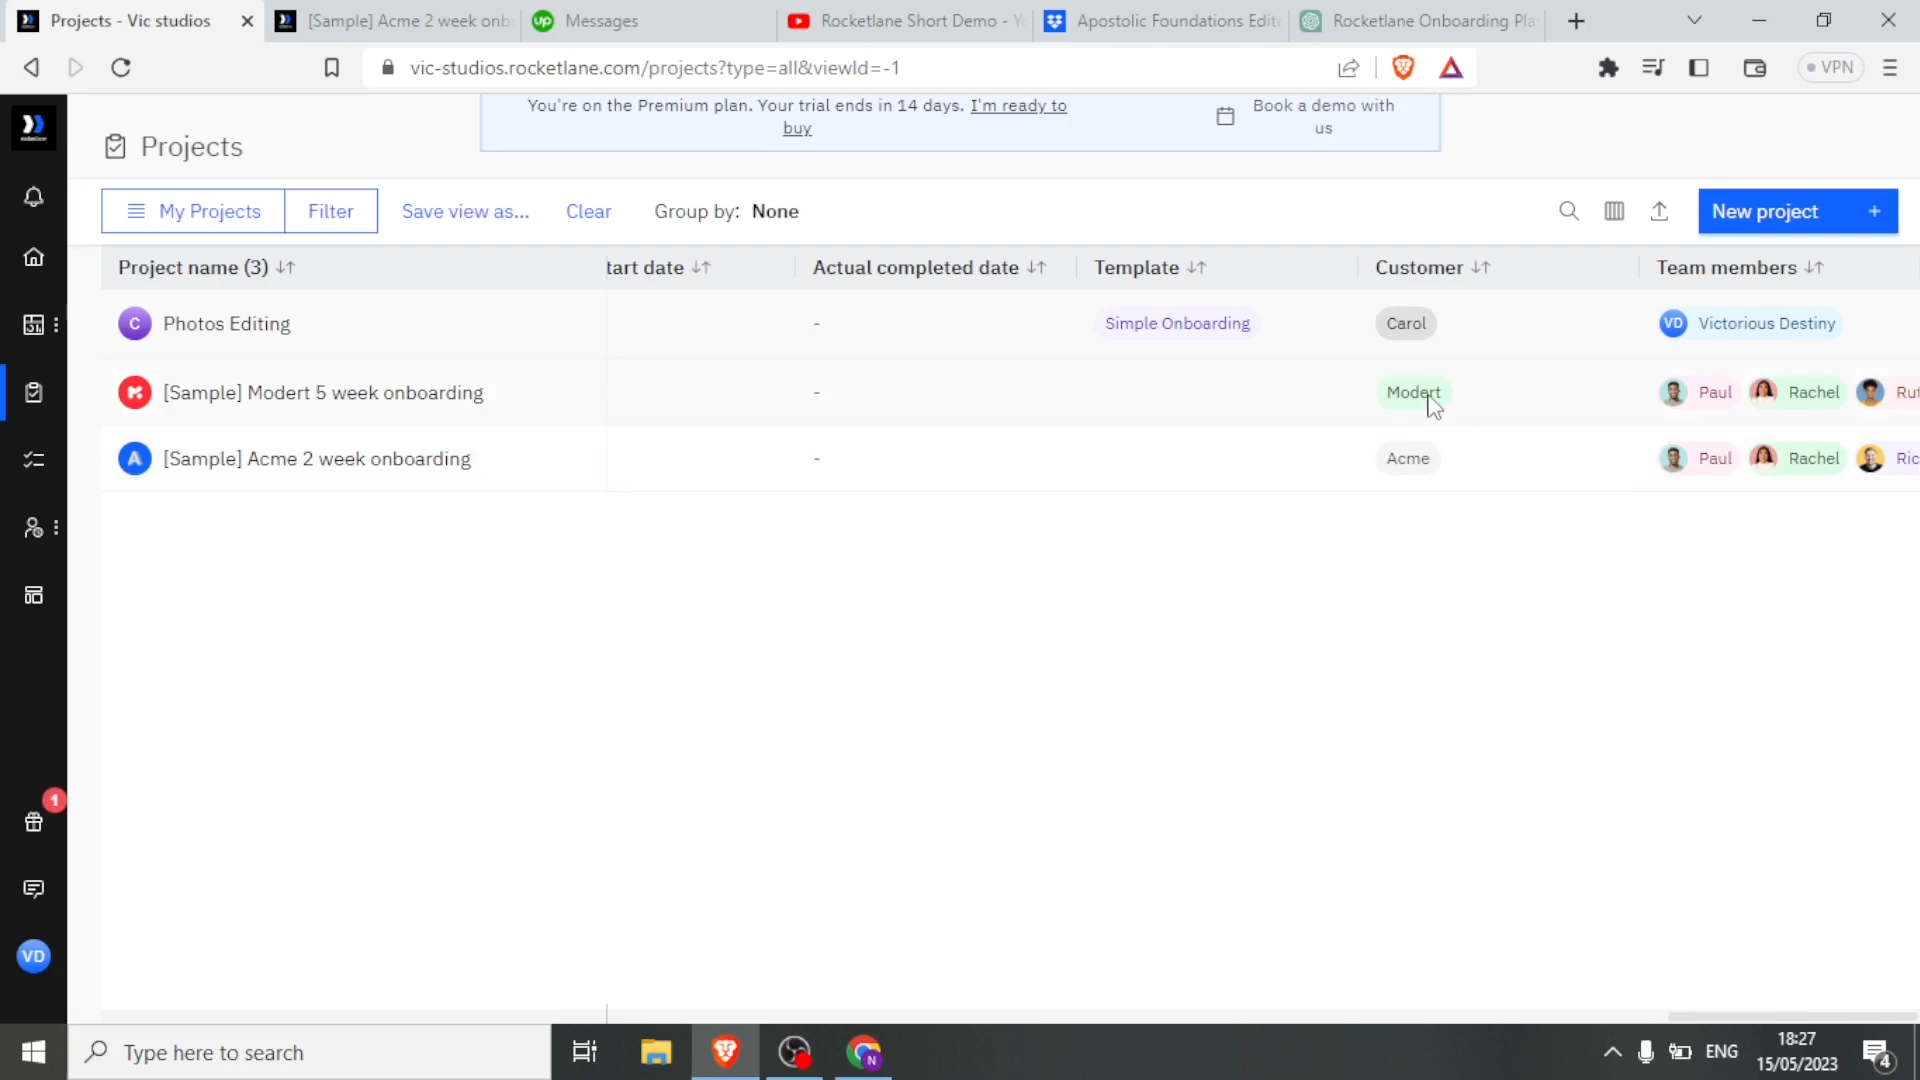 Projects - Vic studios
[Sample] Acme 2 week onb
Messages
Rocketlane Short Demo - Yo
Apostolic Foundations Edite
Rocketlane Onboarding Pla
vic-studios.rocketlane.com/projects?type=all&viewId=-1
VPN
You're on the Premium plan. Your trial ends in 14 days. I'm ready to
buy
Book a demo with
us
Projects
My Projects
Filter
Save view as...
Clear
Group by: None
New project +
Project name (3)
tart date
Actual completed date
Template
Customer
Team members
C
Photos Editing
-
Simple Onboarding
Carol
VD Victorious Destiny
[Sample] Modert 5 week onboarding
-
Modert
Paul
Rachel
Rut
A
[Sample] Acme 2 week onboarding
-
Acme
Paul
Rachel
Ric
1
VD
Type here to search
N
ENG
18:27
15/05/2023
4